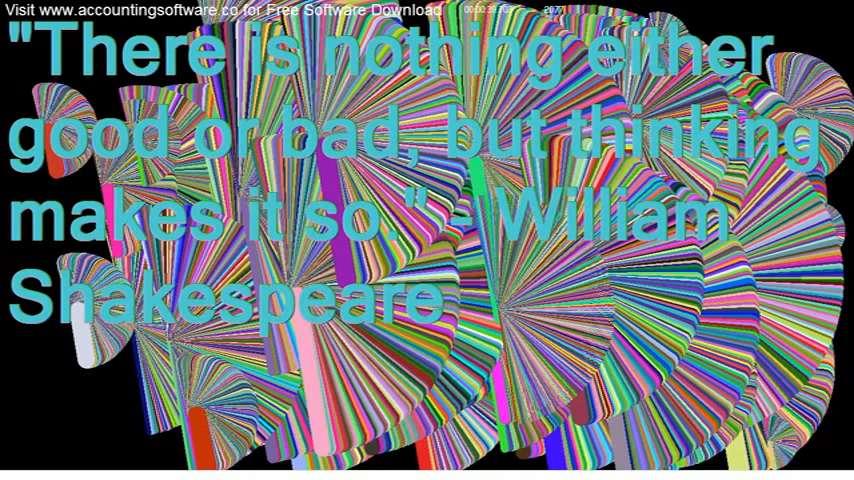 Visit www.accountingsoftware.co for Free Software Download
"There is nothing either
good or bad, but thinking
makes it so." - William
Shakespeare